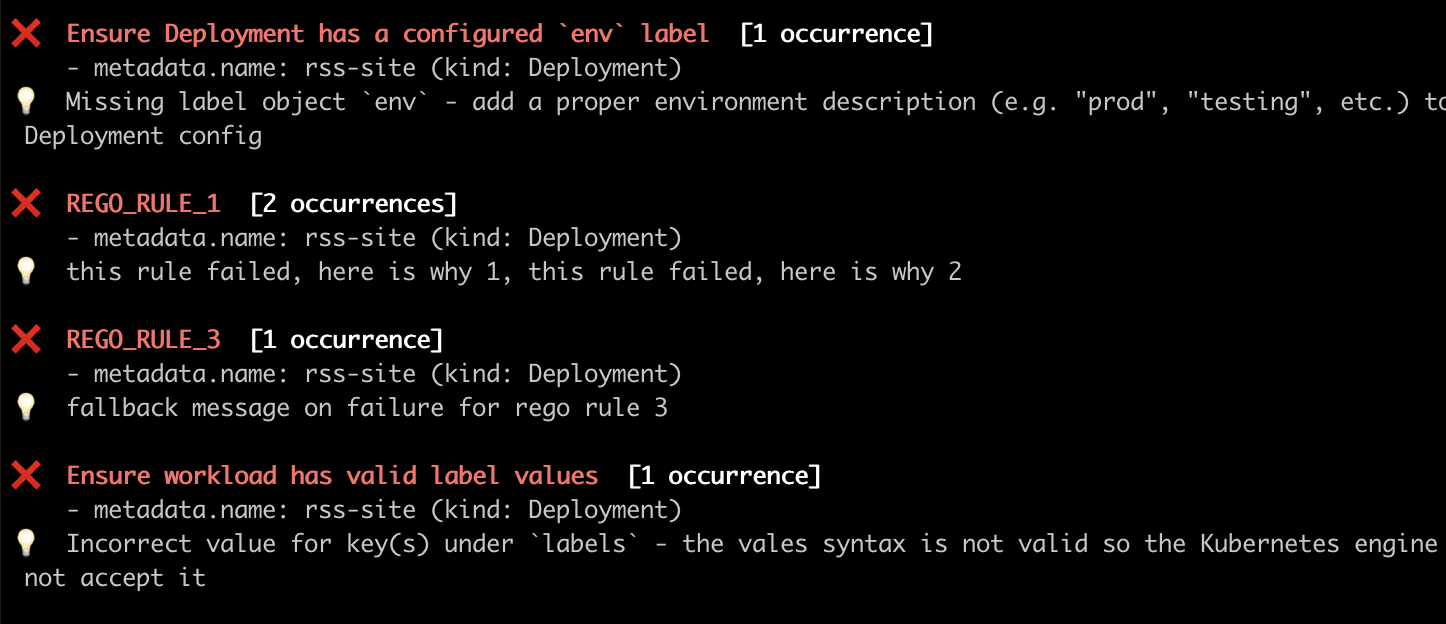 ❌ Ensure Deployment has a configured `env` label [1 occurrence]
- metadata.name: rss-site (kind: Deployment)
💡 Missing label object `env` - add a proper environment description (e.g. "prod", "testing", etc.) to
Deployment config
❌ REGO_RULE_1 [2 occurrences]
- metadata.name: rss-site (kind: Deployment)
💡 this rule failed, here is why 1, this rule failed, here is why 2
❌ REGO_RULE_3 [1 occurrence]
- metadata.name: rss-site (kind: Deployment)
💡 fallback message on failure for rego rule 3
❌ Ensure workload has valid label values [1 occurrence]
- metadata.name: rss-site (kind: Deployment)
💡 Incorrect value for key(s) under `labels` - the vales syntax is not valid so the Kubernetes engine
not accept it